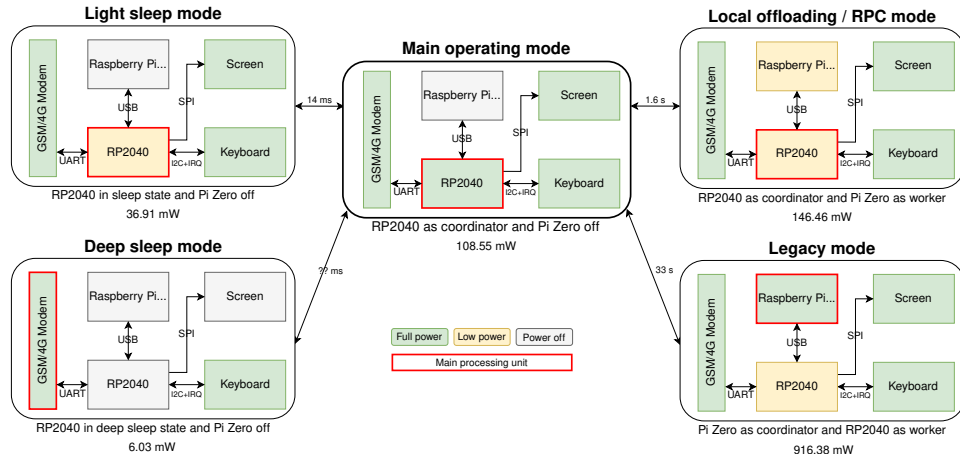 Light sleep mode
GSM/4G Modem
Raspberry Pi...
Screen
USB
SPI
UART
RP2040
I2C+IRQ
Keyboard
RP2040 in sleep state and Pi Zero off
36.91 mW
14 ms
Main operating mode
GSM/4G Modem
Raspberry Pi...
Screen
USB
SPI
UART
RP2040
I2C+IRQ
Keyboard
RP2040 as coordinator and Pi Zero off
108.55 mW
1.6 s
Local offloading / RPC mode
GSM/4G Modem
Raspberry Pi...
Screen
USB
SPI
UART
RP2040
I2C+IRQ
Keyboard
RP2040 as coordinator and Pi Zero as worker
146.46 mW
Deep sleep mode
GSM/4G Modem
Raspberry Pi...
Screen
USB
SPI
UART
RP2040
I2C+IRQ
Keyboard
RP2040 in deep sleep state and Pi Zero off
6.03 mW
?? ms
Full power
Low power
Power off
Main processing unit
33 s
Legacy mode
GSM/4G Modem
Raspberry Pi...
Screen
USB
SPI
UART
RP2040
I2C+IRQ
Keyboard
Pi Zero as coordinator and RP2040 as worker
916.38 mW